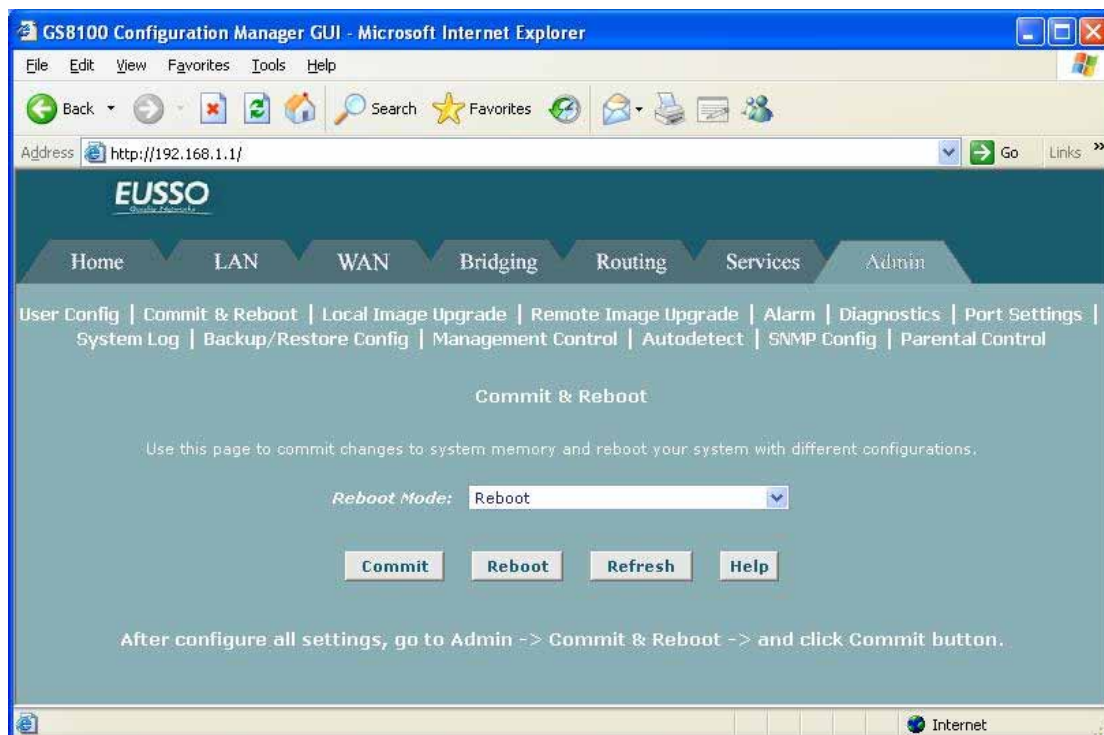 GS8100 Configuration Manager GUI - Microsoft Internet Explorer
File Edit View Favorites Tools Help
Back Search Favorites
Address http://192.168.1.1/ Go Links »
EUSSO
Quality Networks
Home LAN WAN Bridging Routing Services Admin
User Config | Commit & Reboot | Local Image Upgrade | Remote Image Upgrade | Alarm | Diagnostics | Port Settings |
System Log | Backup/Restore Config | Management Control | Autodetect | SNMP Config | Parental Control
Commit & Reboot
Use this page to commit changes to system memory and reboot your system with different configurations.
Reboot Mode: Reboot
Commit Reboot Refresh Help
After configure all settings, go to Admin -> Commit & Reboot -> and click Commit button.
Internet